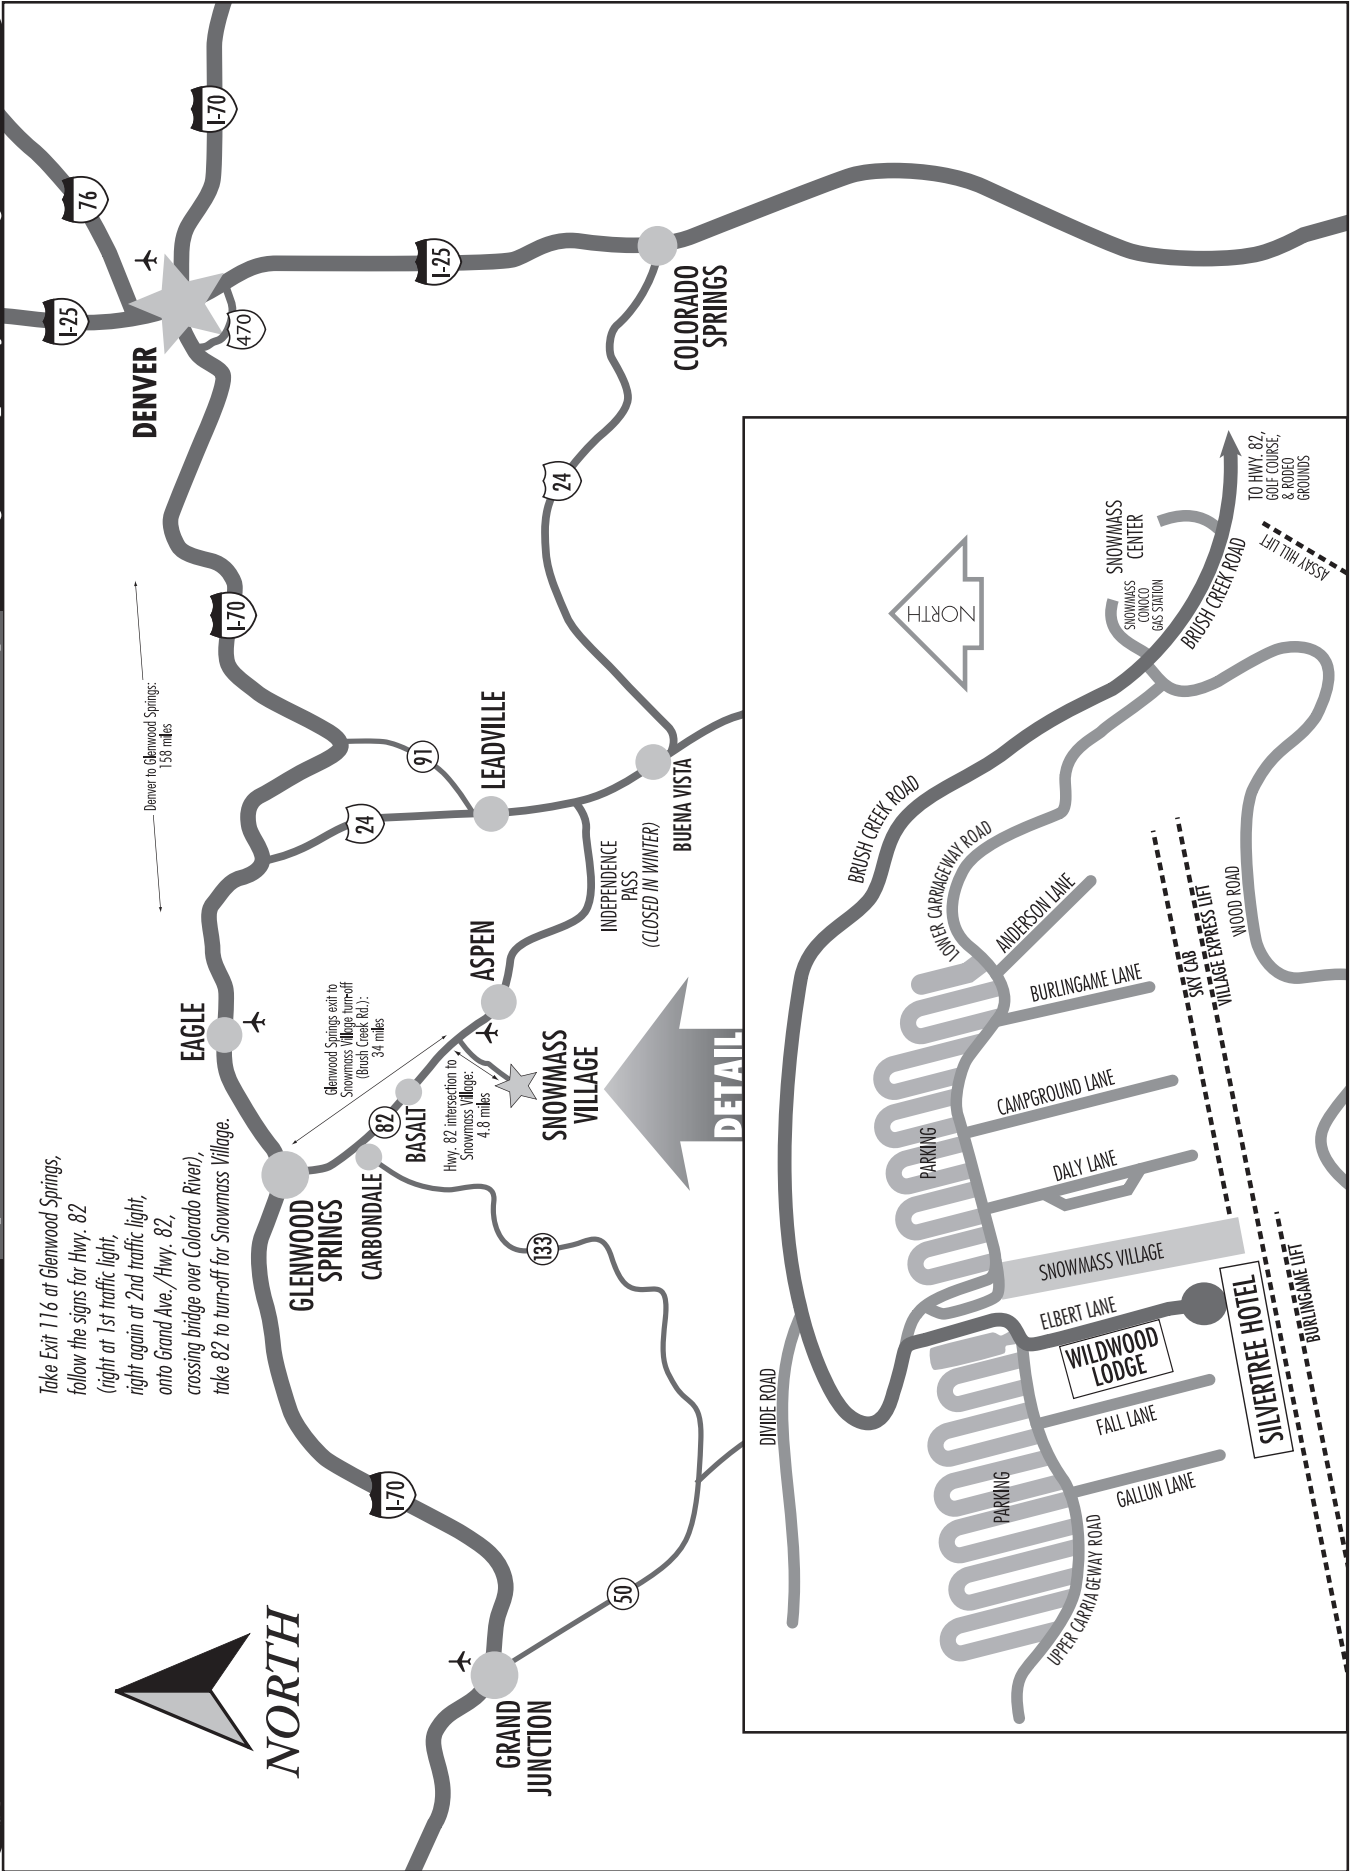 Take Exit 116 at Glenwood Springs,
follow the signs for Hwy. 82
(right at 1st traffic light,
right again at 2nd traffic light,
onto Grand Ave./Hwy. 82,
crossing bridge over Colorado River),
take 82 to turn-off for Snowmass Village.
NORTH
GRAND
JUNCTION
I-70
50
GLENWOOD
SPRINGS
CARBONDALE
133
82
BASALT
EAGLE
Glenwood Springs exit to
Snowmass Village turn-off
(Brush Creek Rd.):
34 miles
Hwy. 82 intersection to
Snowmass Village:
4.8 miles
SNOWMASS
VILLAGE
ASPEN
INDEPENDENCE
PASS
(CLOSED IN WINTER)
Denver to Glenwood Springs:
158 miles
24
91
LEADVILLE
BUENA VISTA
I-70
24
DENVER
470
I-25
76
I-70
I-25
COLORADO
SPRINGS
DETAIL
NORTH
DIVIDE ROAD
BRUSH CREEK ROAD
BRUSH CREEK ROAD
LOWER CARRIAGEWAY ROAD
UPPER CARRIAGEWAY ROAD
PARKING
PARKING
GALLUN LANE
FALL LANE
WILDWOOD
LODGE
ELBERT LANE
SILVERTREE HOTEL
SNOWMASS VILLAGE
DALY LANE
CAMPGROUND LANE
BURLINGAME LANE
ANDERSON LANE
BURLINGAME LIFT
SKY CAB
VILLAGE EXPRESS LIFT
WOOD ROAD
SNOWMASS
CONOCO
GAS STATION
SNOWMASS
CENTER
TO HWY. 82,
GOLF COURSE,
& RODEO
GROUNDS
ASSAY HILL LIFT